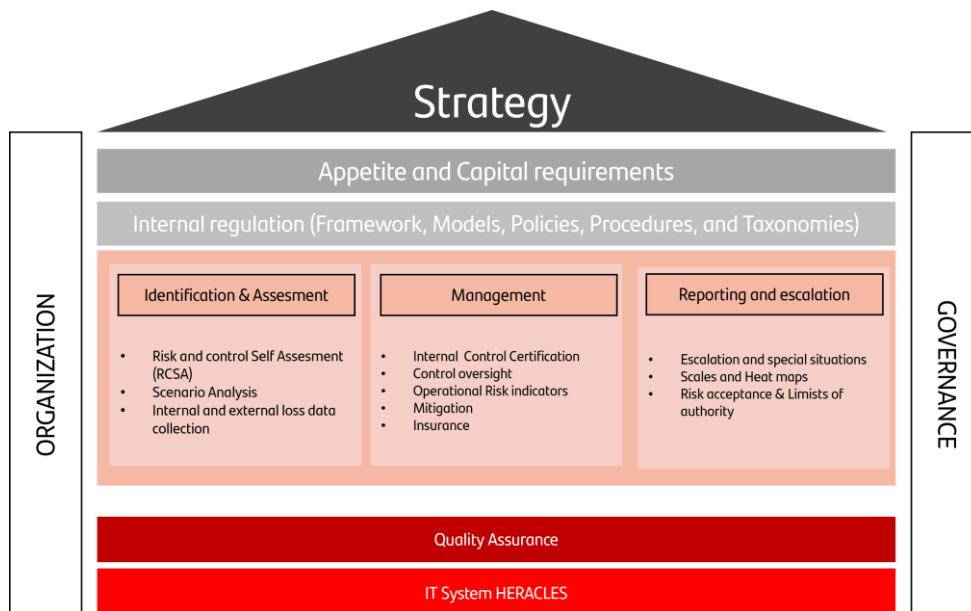 Strategy
Appetite and Capital requirements
Internal regulation (Framework, Models, Policies, Procedures, and Taxonomies)
ORGANIZATION
Identification & Assesment
• Risk and control Self Assesment
(RCSA)
• Scenario Analysis
• Internal and external loss data
collection
Management
• Internal Control Certification
• Control oversight
• Operational Risk indicators
• Mitigation
• Insurance
Reporting and escalation
• Escalation and special situations
• Scales and Heat maps
• Risk acceptance & Limists of
authority
GOVERNANCE
Quality Assurance
IT System HERACLES